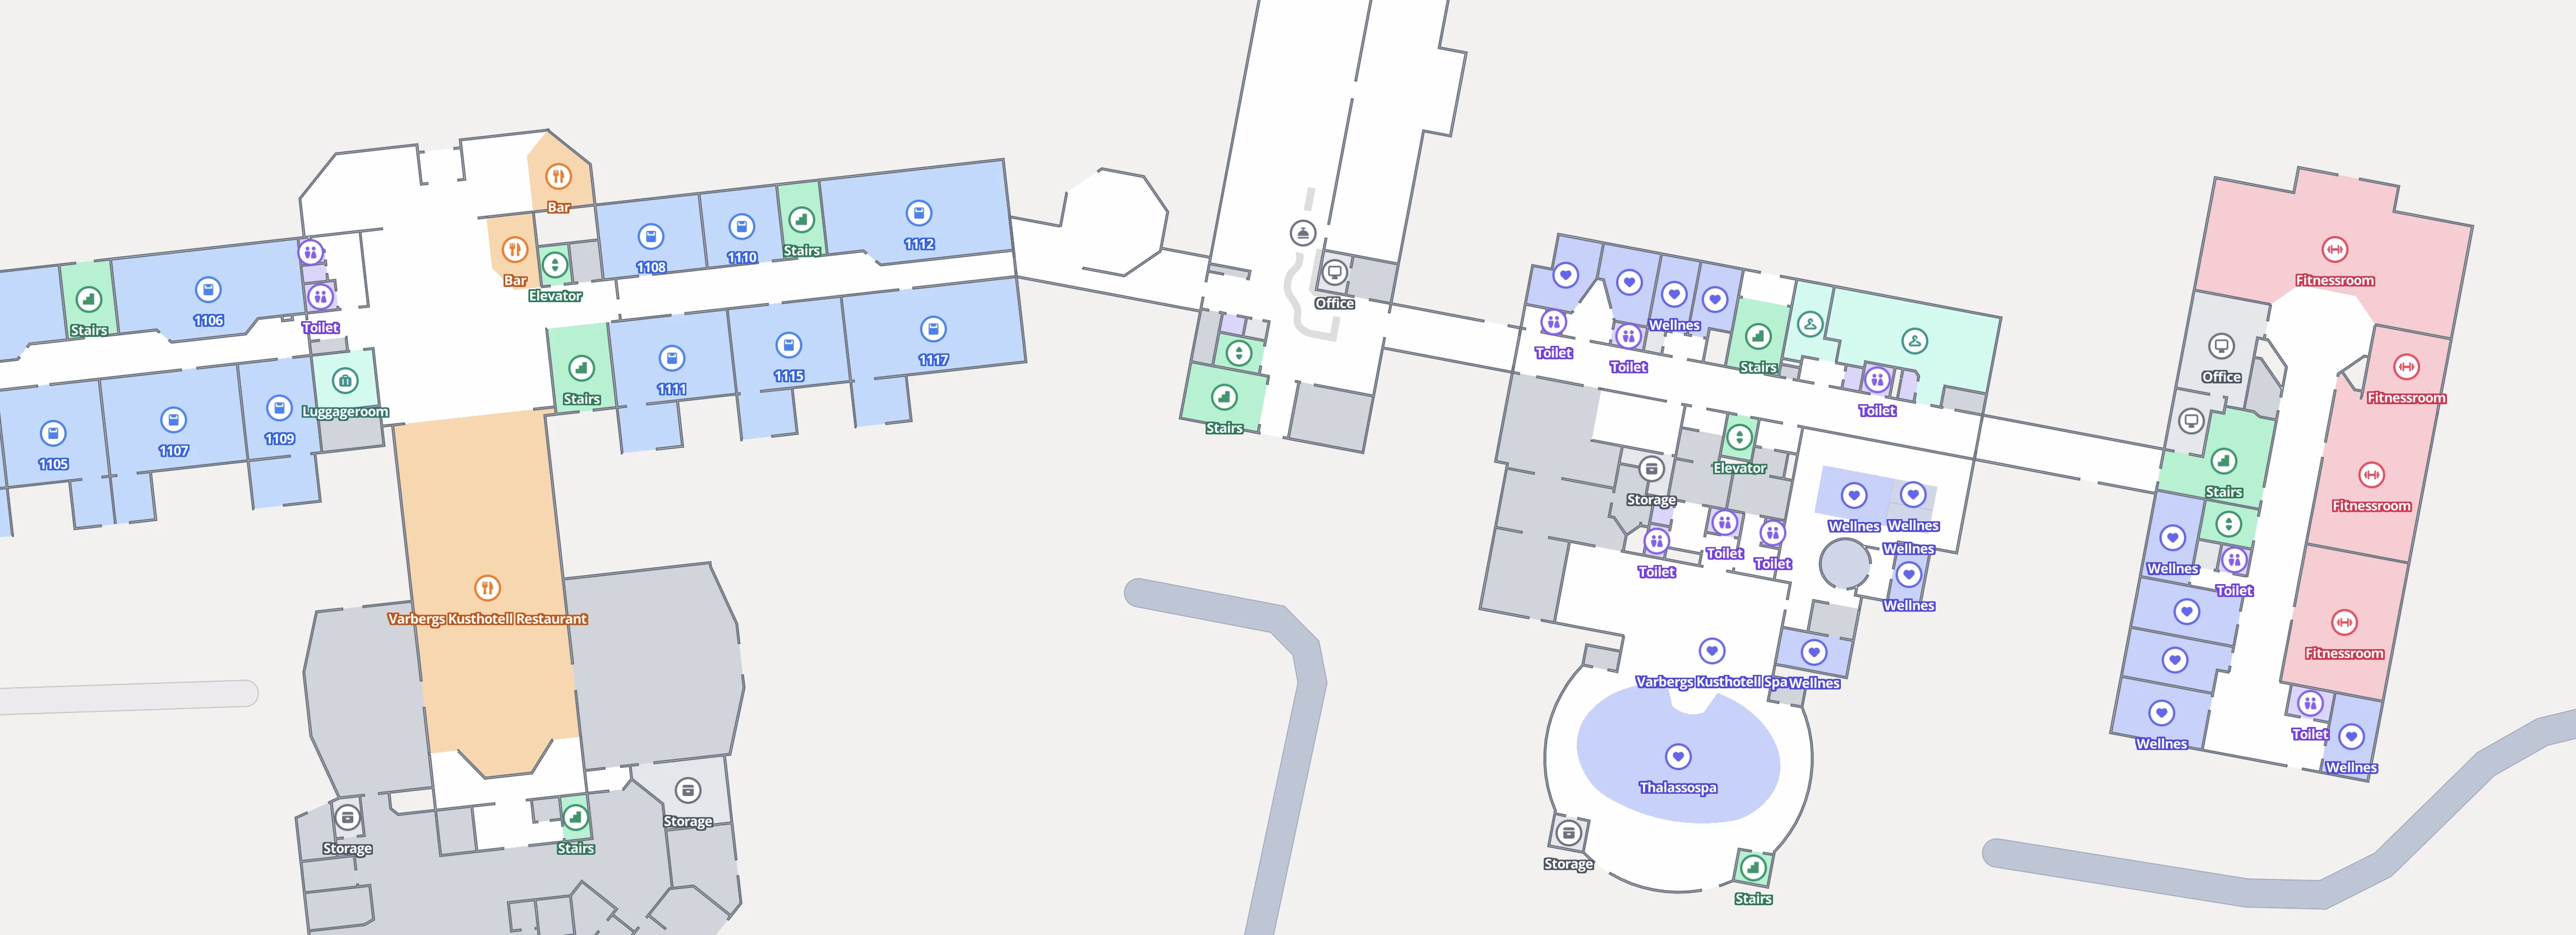 Bar
Bar
Elevator
1108
1110
Stairs
1112
Stairs
1106
Toilet
Luggageroom
Stairs
1111
1115
1117
1105
1107
1109
Varbergs Kusthotell Restaurant
Storage
Stairs
Storage
Office
Stairs
Toilet
Toilet
Wellnes
Stairs
Toilet
Elevator
Storage
Toilet
Toilet
Toilet
Wellnes
Wellnes
Wellnes
Wellnes
Varbergs Kusthotell Spa
Wellnes
Thalassospa
Storage
Stairs
Fitnessroom
Office
Fitnessroom
Stairs
Fitnessroom
Wellnes
Toilet
Fitnessroom
Wellnes
Toilet
Wellnes